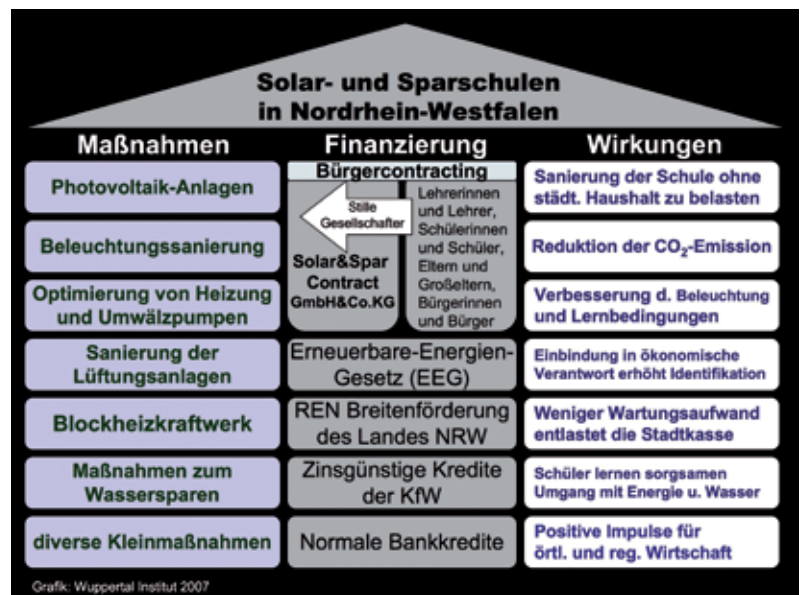 Solar- und Sparschulen
in Nordrhein-Westfalen
Maßnahmen
Photovoltaik-Anlagen
Beleuchtungssanierung
Optimierung von Heizung
und Umwälzpumpen
Sanierung der
Lüftungsanlagen
Blockheizkraftwerk
Maßnahmen zum
Wassersparen
diverse Kleinmaßnahmen
Finanzierung
Bürgercontracting
Stille
Gesellschafter
Solar&Spar
Contract
GmbH&Co.KG
Lehrerinnen
und Lehrer,
Schülerinnen
und Schüler,
Eltern und
Großeltern,
Bürgerinnen
und Bürger
Erneuerbare-Energien-
Gesetz (EEG)
REN Breitenförderung
des Landes NRW
Zinsgünstige Kredite
der KfW
Normale Bankkredite
Wirkungen
Sanierung der Schule ohne
städt. Haushalt zu belasten
Reduktion der CO₂-Emission
Verbesserung d. Beleuchtung
und Lernbedingungen
Einbindung in ökonomische
Verantwort erhöht Identifikation
Weniger Wartungsaufwand
entlastet die Stadtkasse
Schüler lernen sorgsamen
Umgang mit Energie u. Wasser
Positive Impulse für
örtl. und reg. Wirtschaft
Grafik: Wuppertal Institut 2007